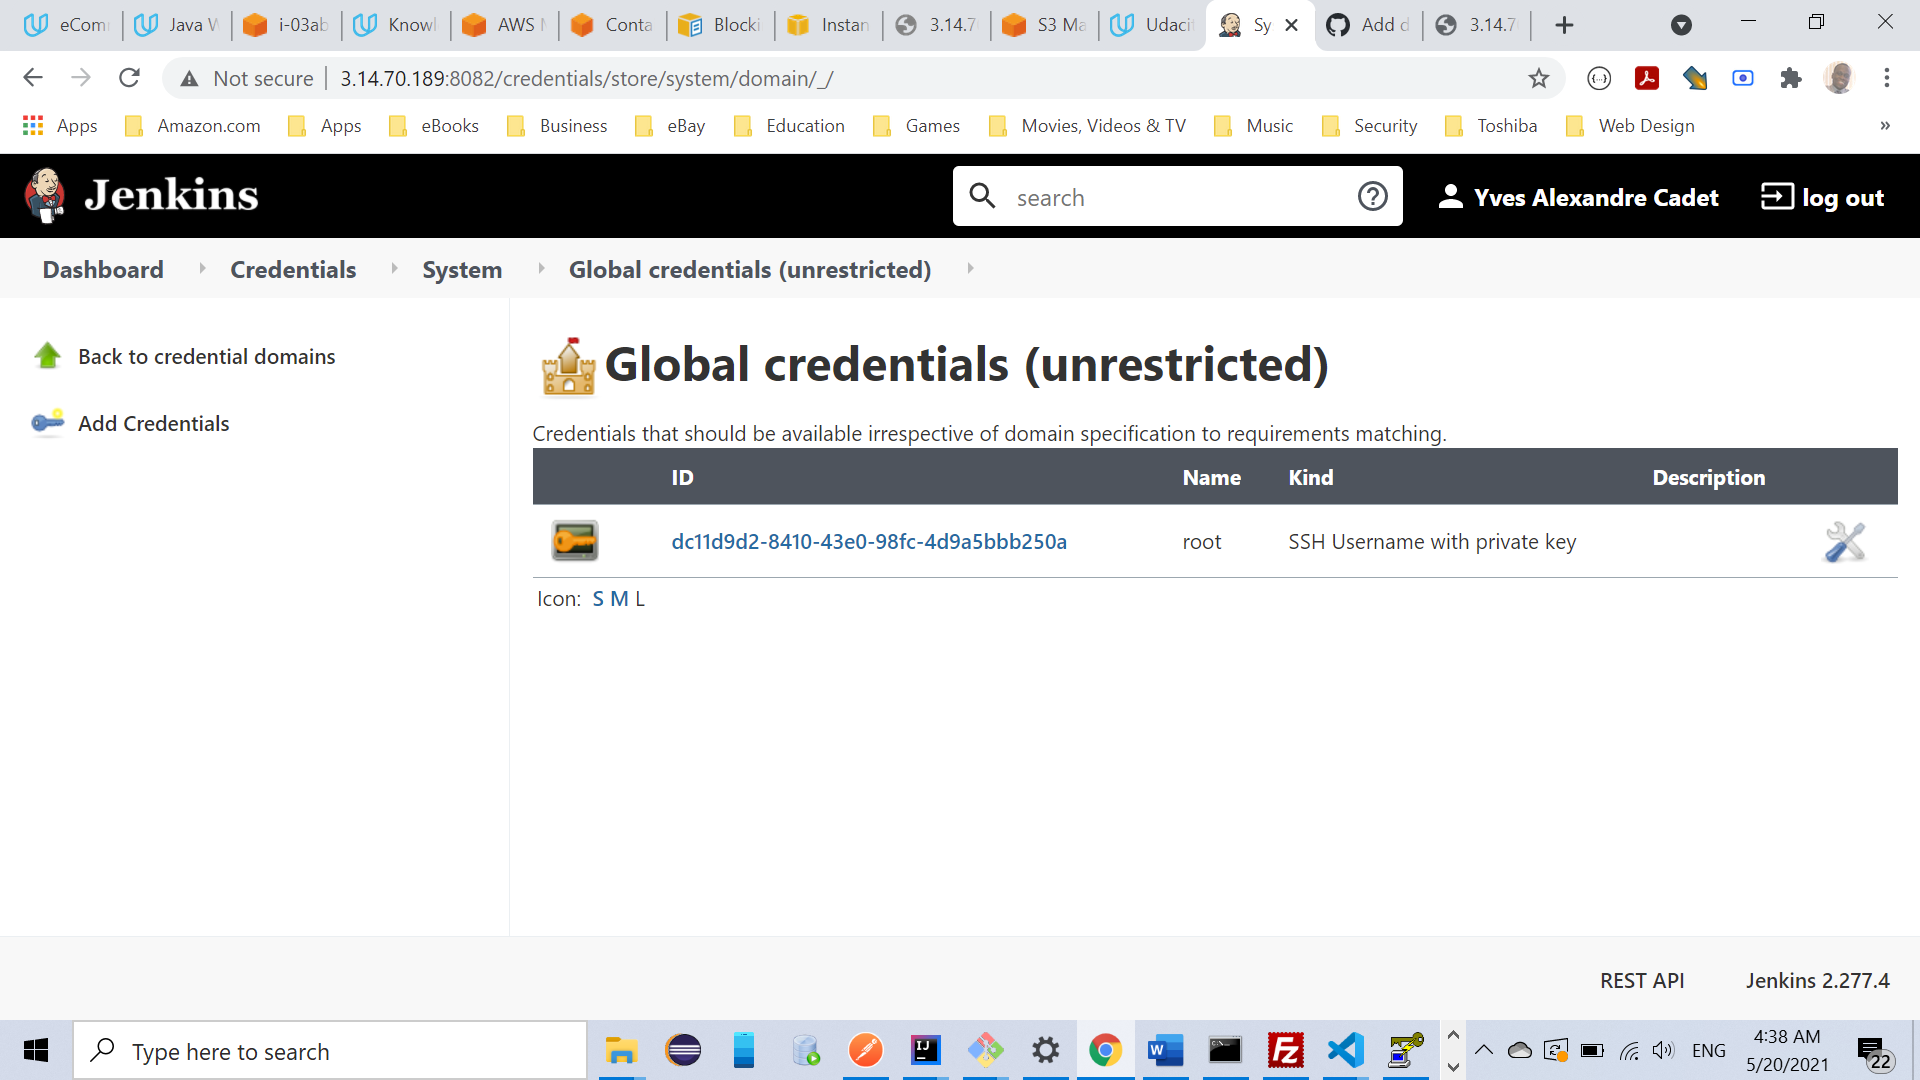 eCom Java W i-03ab Knowl AWS M Conta Blocki Instan 3.14.7 S3 Ma Udaci Sy Add d 3.14.7
Not secure 3.14.70.189:8082/credentials/store/system/domain/_/
Apps Amazon.com Apps eBooks Business eBay Education Games Movies, Videos & TV Music Security Toshiba Web Design »
Jenkins search Yves Alexandre Cadet log out
Dashboard Credentials System Global credentials (unrestricted)
Back to credential domains
Add Credentials
Global credentials (unrestricted)
Credentials that should be available irrespective of domain specification to requirements matching.
ID Name Kind Description
dc11d9d2-8410-43e0-98fc-4d9a5bbb250a root SSH Username with private key
Icon: S M L
REST API Jenkins 2.277.4
Type here to search
ENG
4:38 AM
5/20/2021
22